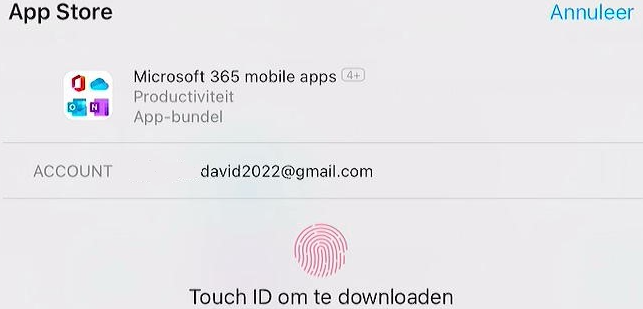 App Store
Annuleer
Microsoft 365 mobile apps 4+
Productiviteit
App-bundel
ACCOUNT david2022@gmail.com
Touch ID om te downloaden